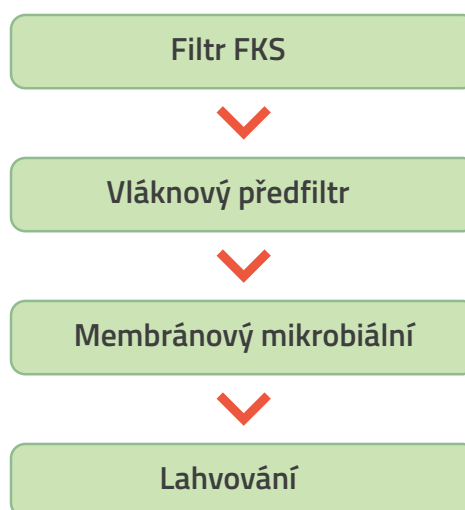 Filtr FKS
Vláknový předfiltr
Membránový mikrobiální
Lahvování